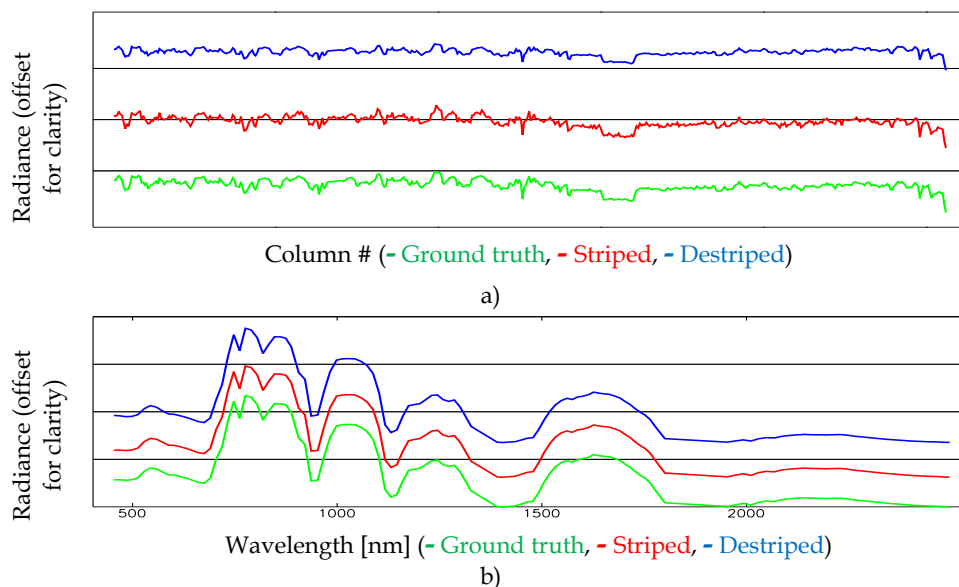 Radiance (offset
for clarity)
Column # (- Ground truth, - Striped, - Destriped)
a)
Radiance (offset
for clarity)
500 1000 1500 2000
Wavelength [nm] (- Ground truth, - Striped, - Destriped)
b)